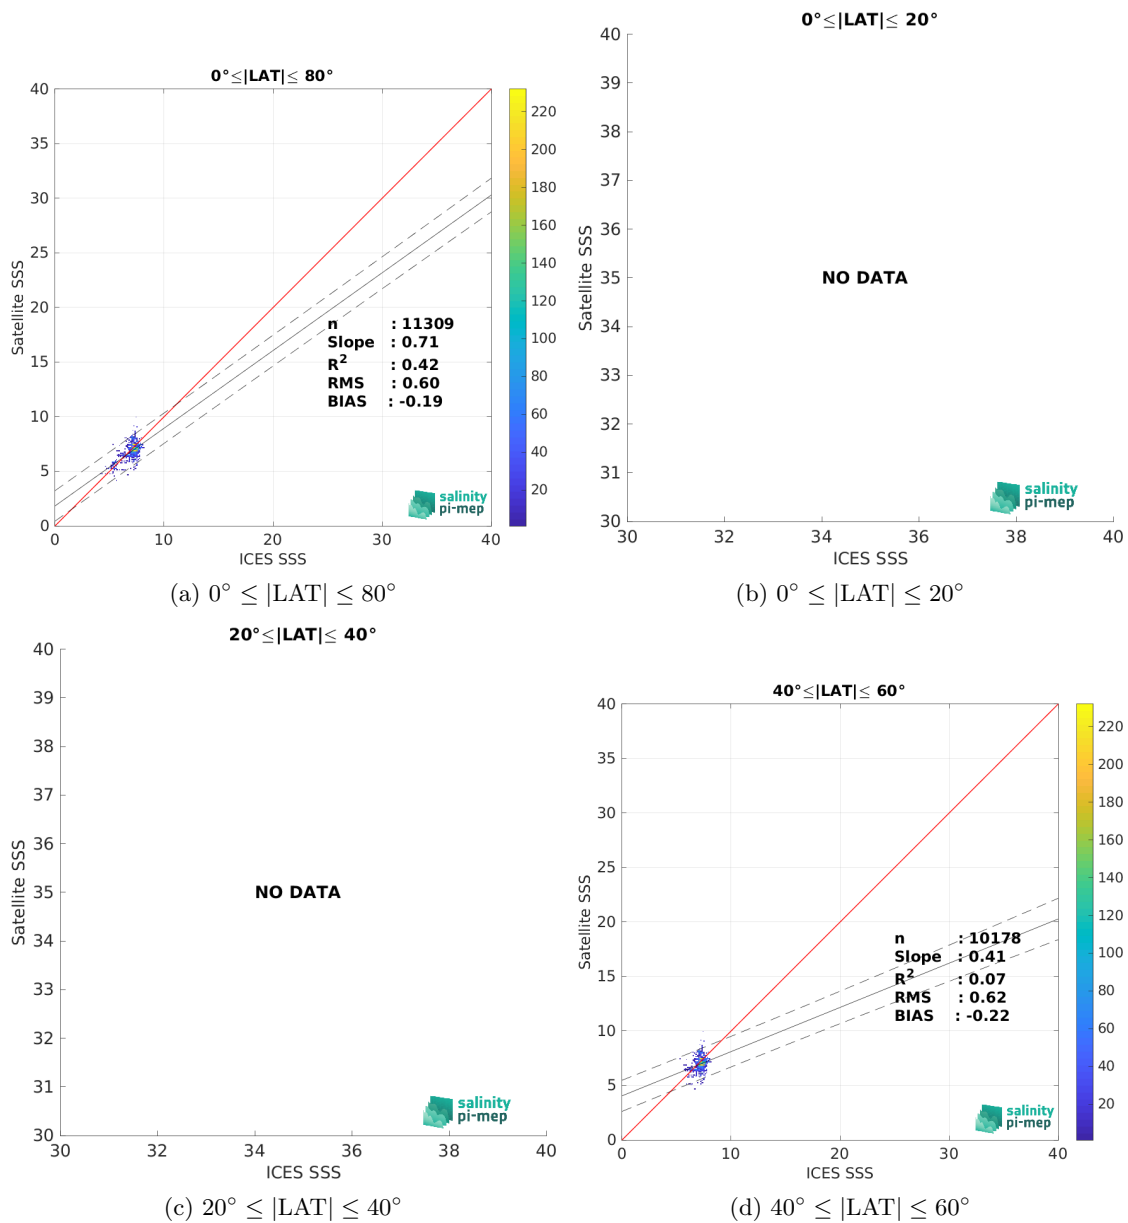 0°≤|LAT|≤ 80°
40
35
30
25
20
15
10
5
0
0
10
20
30
40
Satellite SSS
ICES SSS
n : 11309
Slope : 0.71
R² : 0.42
RMS : 0.60
BIAS : -0.19
salinity
pi-mep
220
200
180
160
140
120
100
80
60
40
20
(a) 0° ≤ |LAT| ≤ 80°
0°≤|LAT|≤ 20°
40
39
38
37
36
35
34
33
32
31
30
30
32
34
36
38
40
Satellite SSS
ICES SSS
NO DATA
salinity
pi-mep
(b) 0° ≤ |LAT| ≤ 20°
20°≤|LAT|≤ 40°
40
39
38
37
36
35
34
33
32
31
30
30
32
34
36
38
40
Satellite SSS
ICES SSS
NO DATA
salinity
pi-mep
(c) 20° ≤ |LAT| ≤ 40°
40°≤|LAT|≤ 60°
40
35
30
25
20
15
10
5
0
0
10
20
30
40
Satellite SSS
ICES SSS
n : 10178
Slope : 0.41
R² : 0.07
RMS : 0.62
BIAS : -0.22
salinity
pi-mep
220
200
180
160
140
120
100
80
60
40
20
(d) 40° ≤ |LAT| ≤ 60°